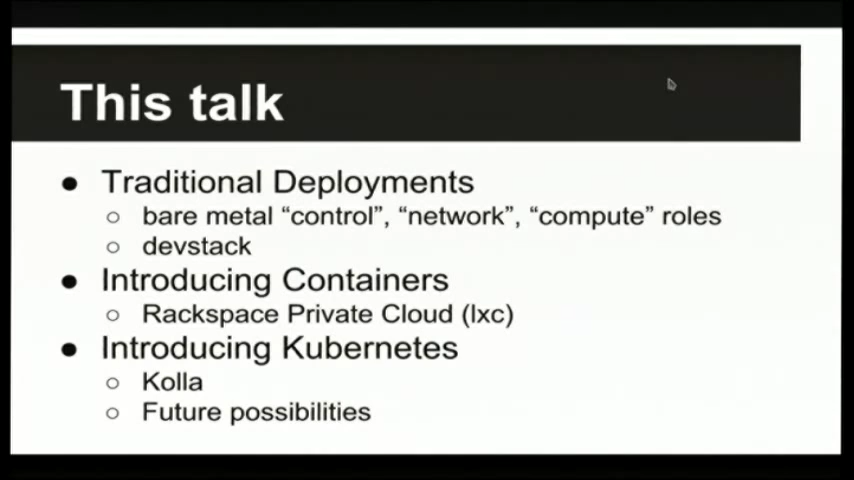 This talk
● Traditional Deployments
○ bare metal “control”, “network”, “compute” roles
○ devstack
● Introducing Containers
○ Rackspace Private Cloud (lxc)
● Introducing Kubernetes
○ Kolla
○ Future possibilities